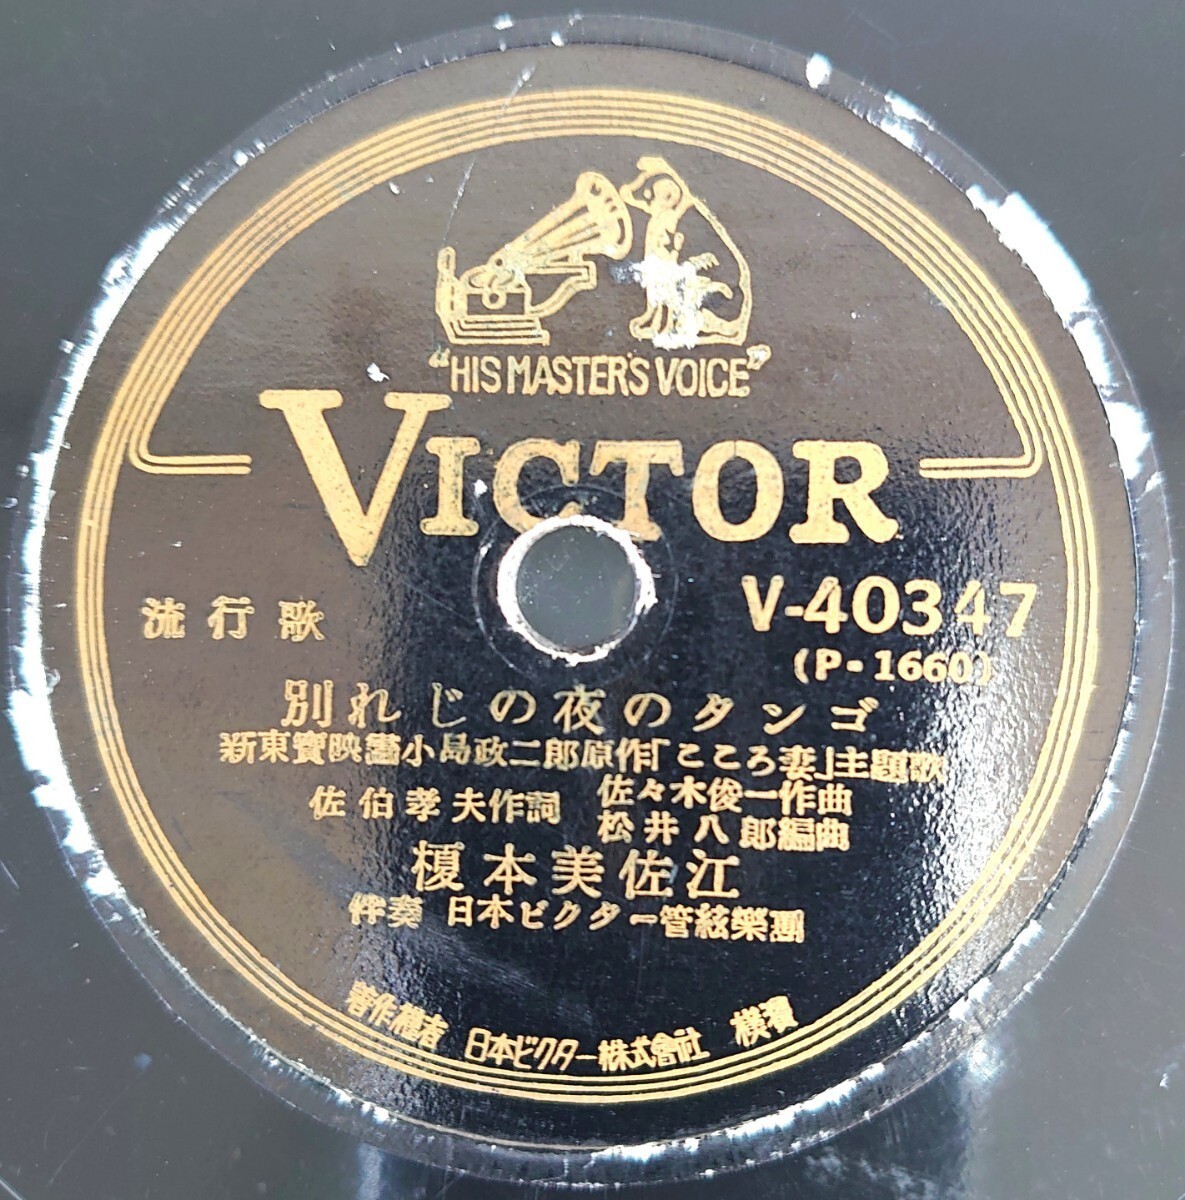 "HIS MASTER'S VOICE"
VICTOR
V-40347
(P-1660)
流行歌
別れじの夜のタンゴ
新東寶映畫小島政二郎原作「こころ妻」主題歌
佐伯孝夫作詞 佐々木俊一作曲
松井八郎編曲
榎本美佐江
伴奏 日本ビクター管絃樂團
著作權者 日本ビクター株式會社 横濱